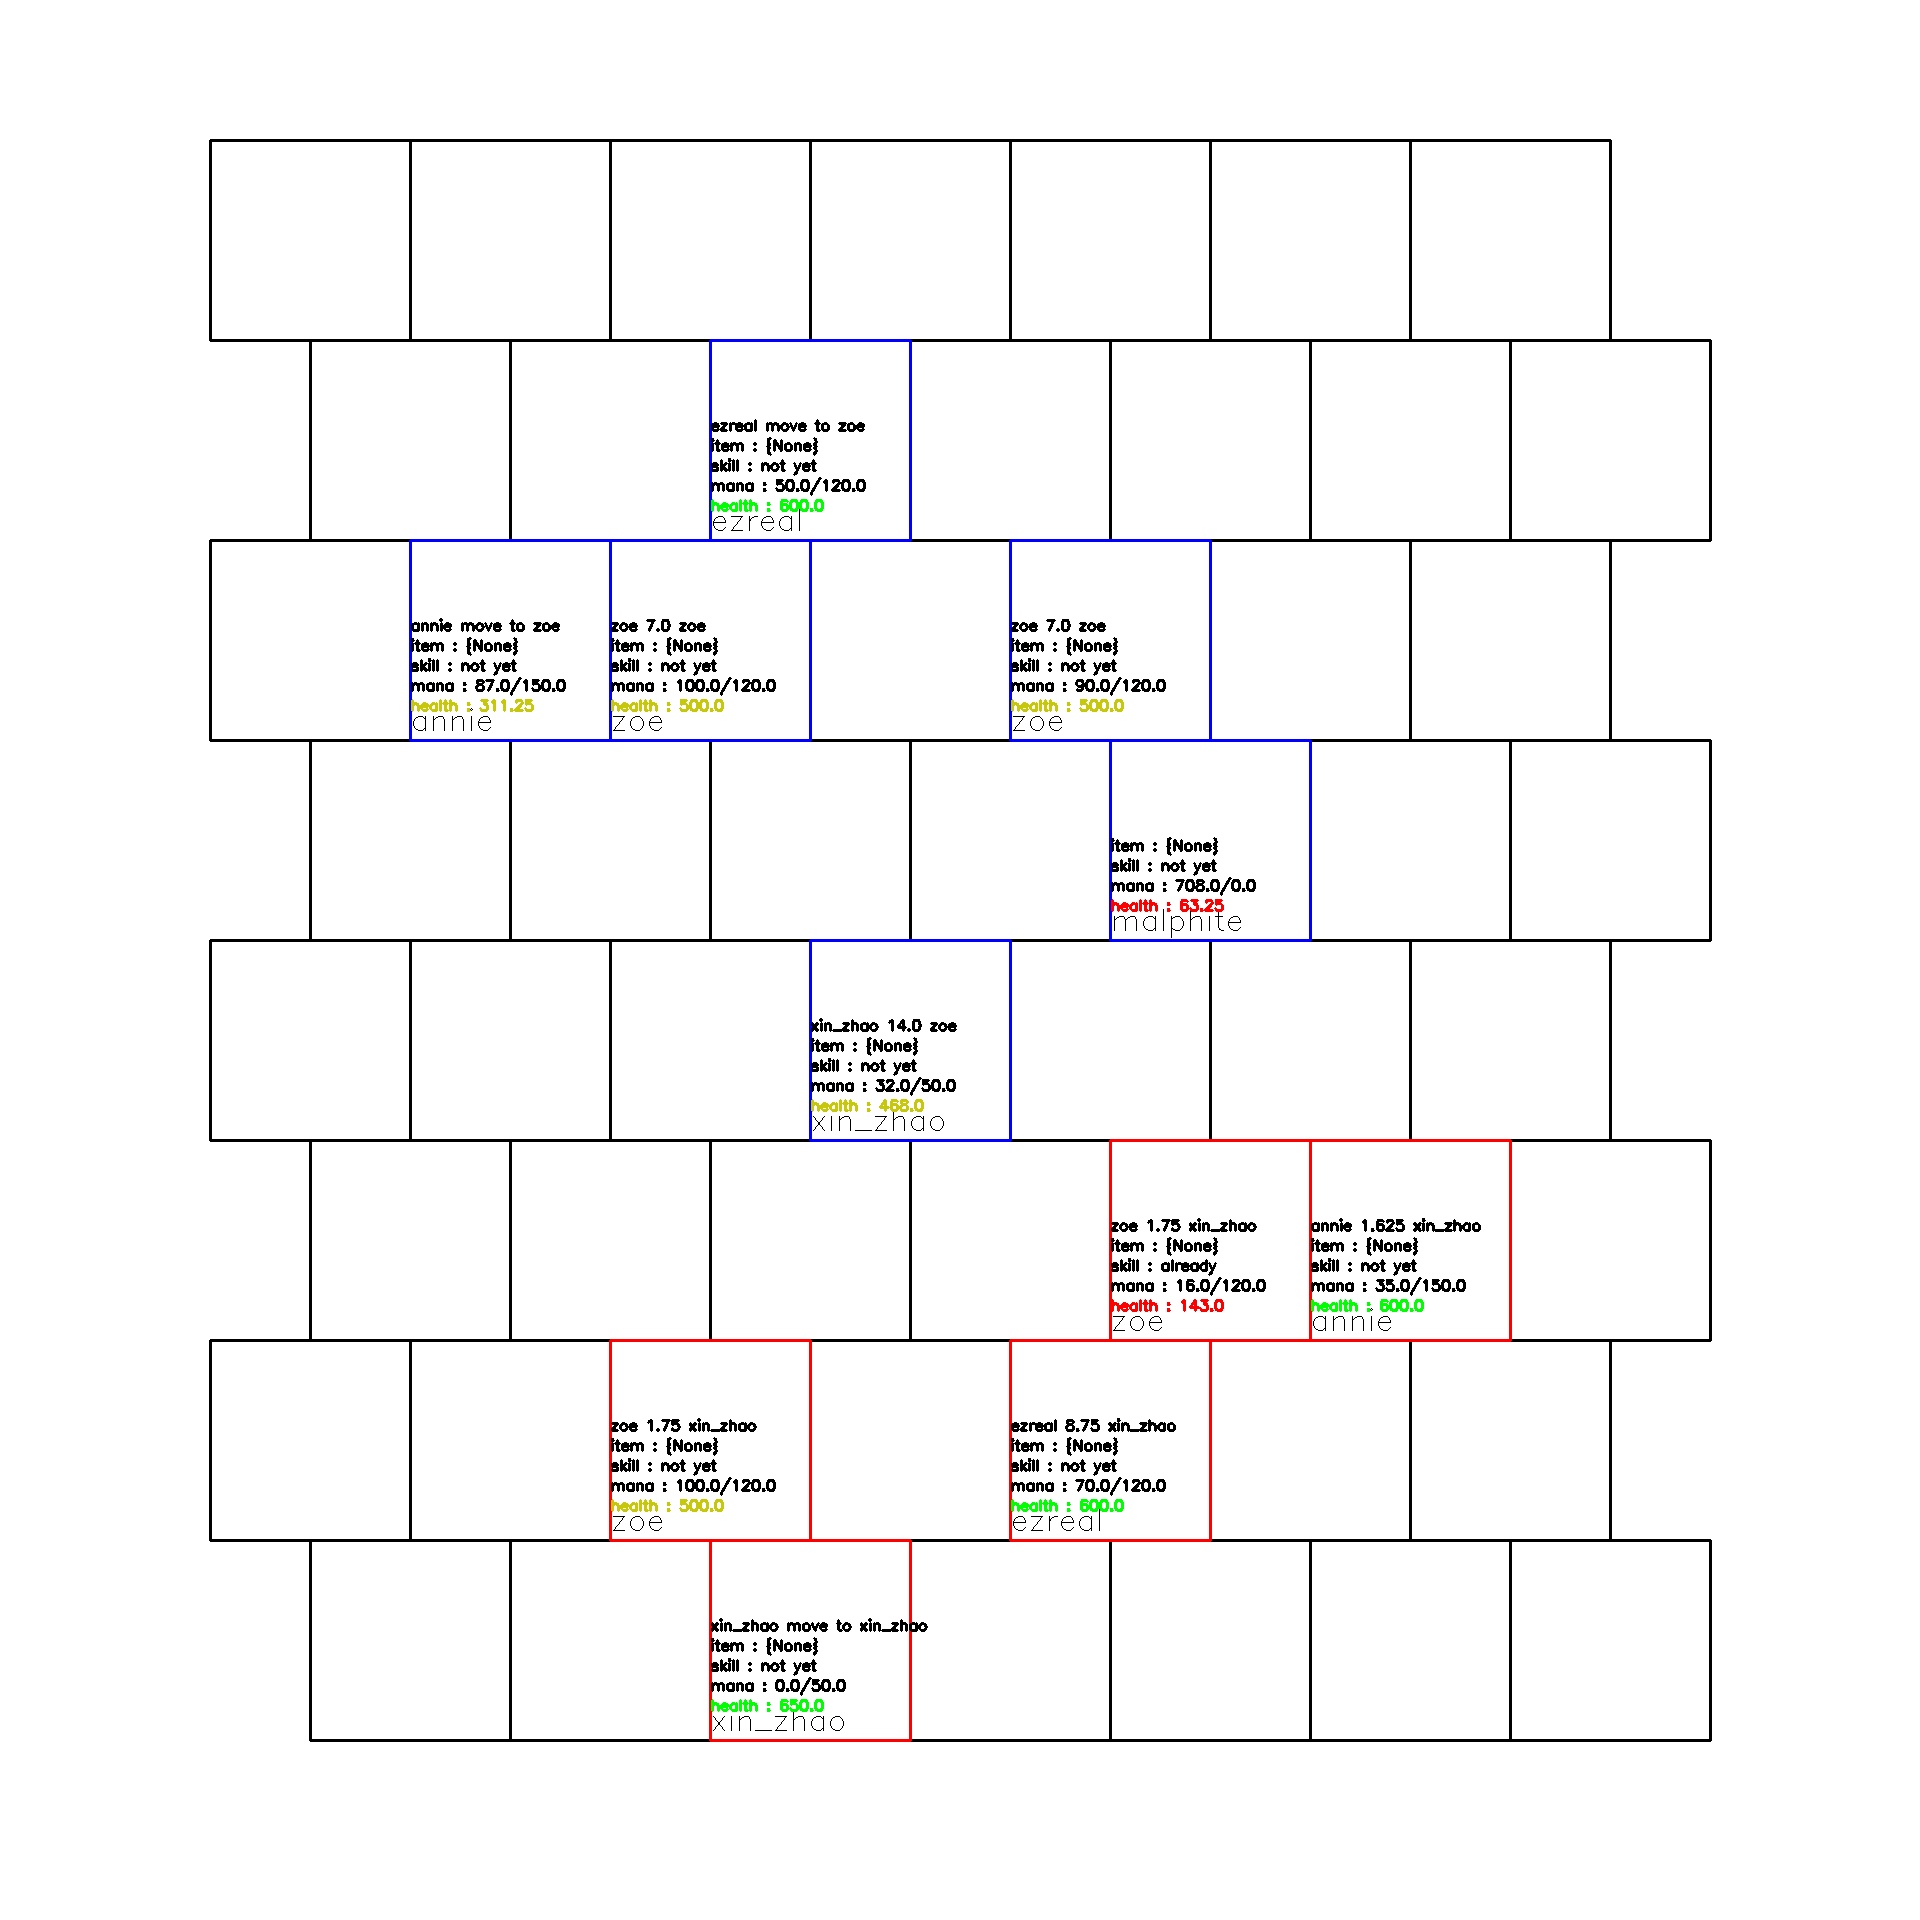 ezreal move to zoe
item : {None}
skill : not yet
mana : 50.0/120.0
health : 600.0
ezreal
annie move to zoe
item : {None}
skill : not yet
mana : 87.0/150.0
health : 311.25
annie
zoe 7.0 zoe
item : {None}
skill : not yet
mana : 100.0/120.0
health : 500.0
zoe
zoe 7.0 zoe
item : {None}
skill : not yet
mana : 90.0/120.0
health : 500.0
zoe
item : {None}
skill : not yet
mana : 708.0/0.0
health : 63.25
malphite
xin_zhao 14.0 zoe
item : {None}
skill : not yet
mana : 32.0/50.0
health : 468.0
xin_zhao
zoe 1.75 xin_zhao
item : {None}
skill : already
mana : 16.0/120.0
health : 143.0
zoe
annie 1.625 xin_zhao
item : {None}
skill : not yet
mana : 35.0/150.0
health : 600.0
annie
zoe 1.75 xin_zhao
item : {None}
skill : not yet
mana : 100.0/120.0
health : 500.0
zoe
ezreal 8.75 xin_zhao
item : {None}
skill : not yet
mana : 70.0/120.0
health : 600.0
ezreal
xin_zhao move to xin_zhao
item : {None}
skill : not yet
mana : 0.0/50.0
health : 650.0
xin_zhao